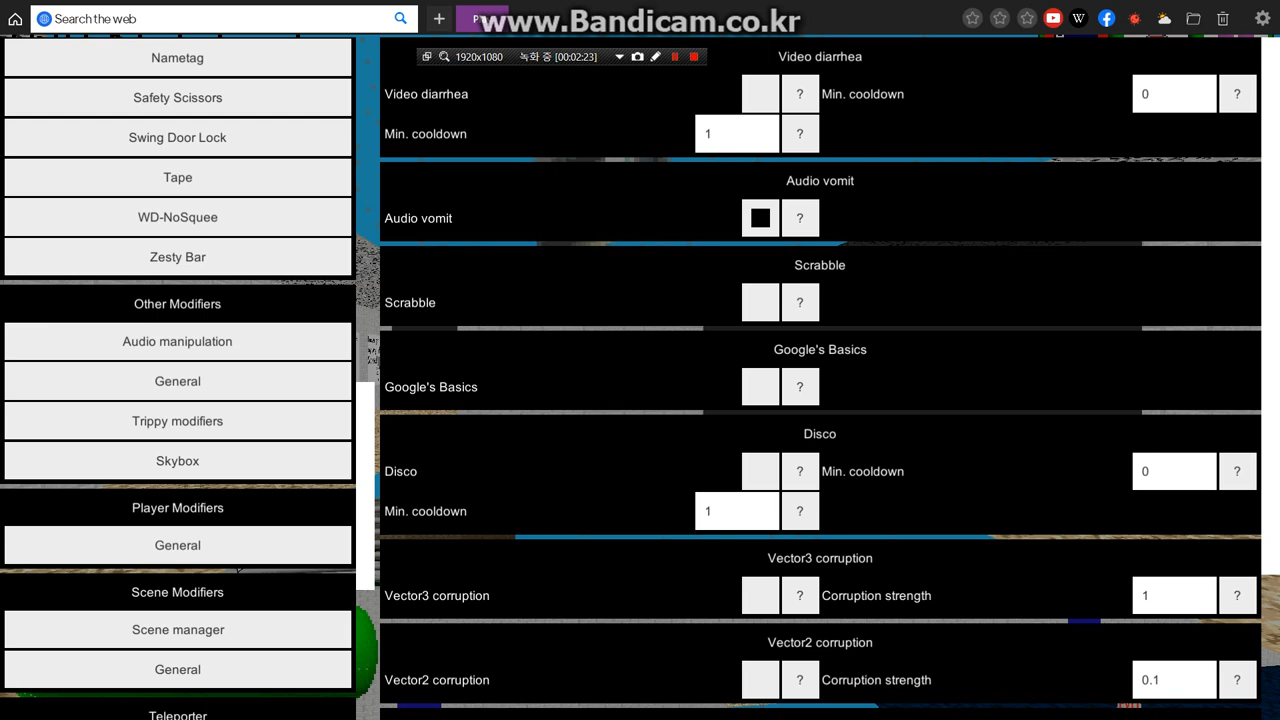 Search the web
www.Bandicam.co.kr
1920x1080 녹화 중 [00:02:23]
Nametag
Safety Scissors
Swing Door Lock
Tape
WD-NoSquee
Zesty Bar
Other Modifiers
Audio manipulation
General
Trippy modifiers
Skybox
Player Modifiers
General
Scene Modifiers
Scene manager
General
Teleporter
Video diarrhea
Video diarrhea ? Min. cooldown 0 ?
Min. cooldown 1 ?
Audio vomit
Audio vomit ?
Scrabble
Scrabble ?
Google's Basics
Google's Basics ?
Disco
Disco ? Min. cooldown 0 ?
Min. cooldown 1 ?
Vector3 corruption
Vector3 corruption ? Corruption strength 1 ?
Vector2 corruption
Vector2 corruption ? Corruption strength 0.1 ?